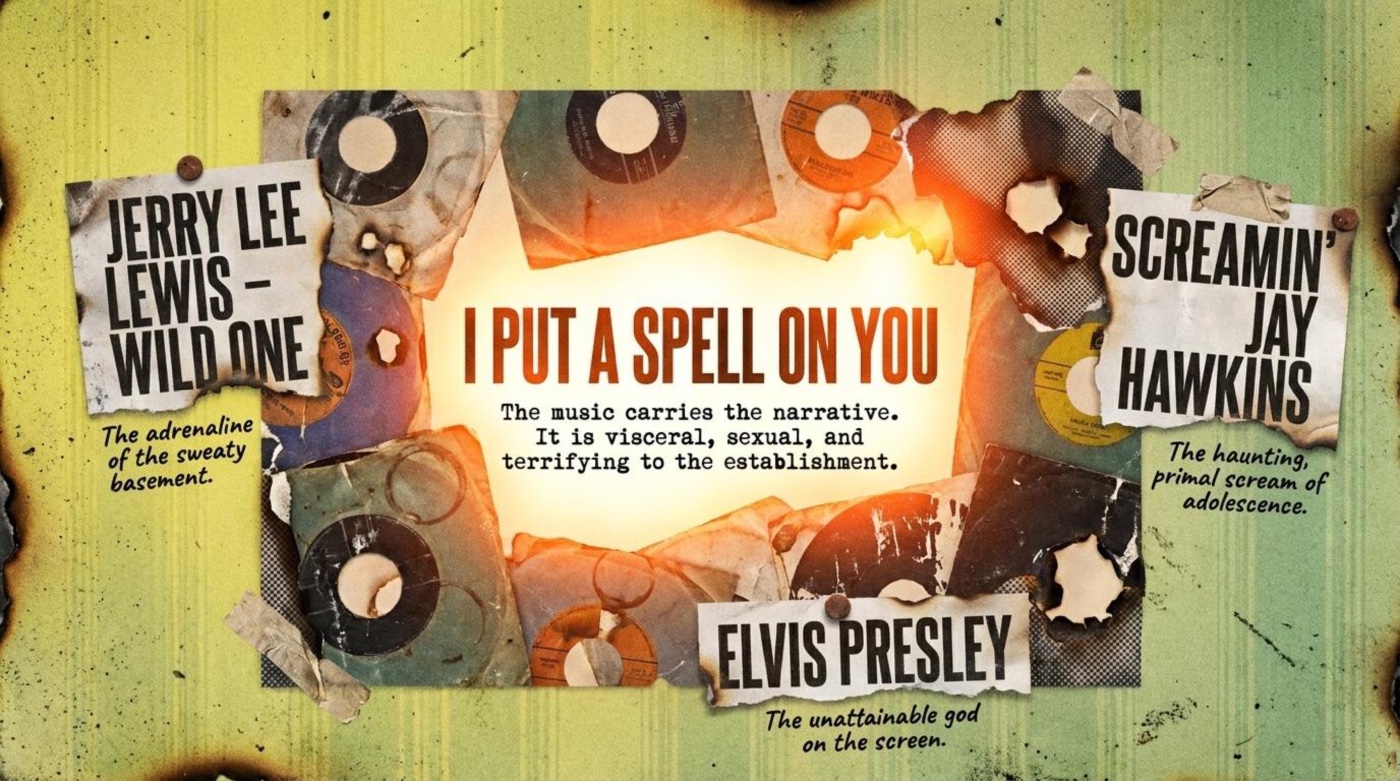 JERRY LEE
LEWIS –
WILD ONE
The adrenaline
of the sweaty
basement.
I PUT A SPELL ON YOU
The music carries the narrative.
It is visceral, sexual, and
terrifying to the establishment.
SCREAMIN'
JAY
HAWKINS
The haunting,
primal scream of
adolescence.
ELVIS PRESLEY
The unattainable god
on the screen.